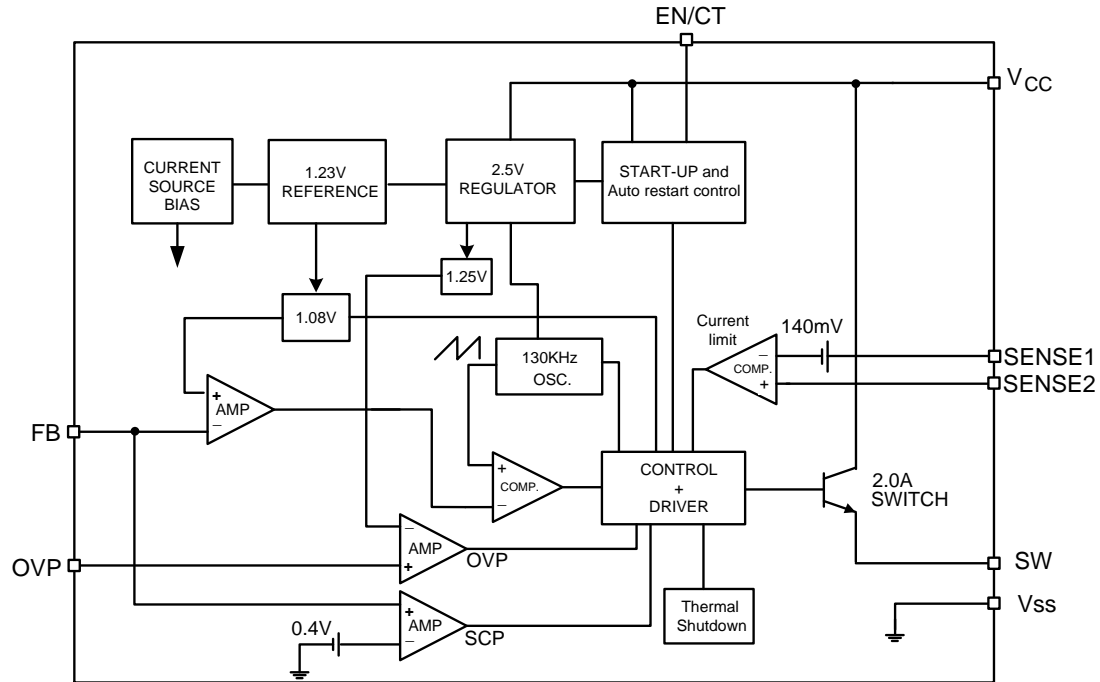 EN/CT
VCC
CURRENT
SOURCE
BIAS
1.23V
REFERENCE
2.5V
REGULATOR
START-UP and
Auto restart control
1.25V
1.08V
Current
limit
140mV
130KHz
OSC.
−
COMP.
+
SENSE1
SENSE2
+
AMP
−
FB
+
COMP.
−
CONTROL
+
DRIVER
2.0A
SWITCH
−
AMP
+
OVP
OVP
SW
+
AMP
−
SCP
0.4V
Thermal
Shutdown
Vss